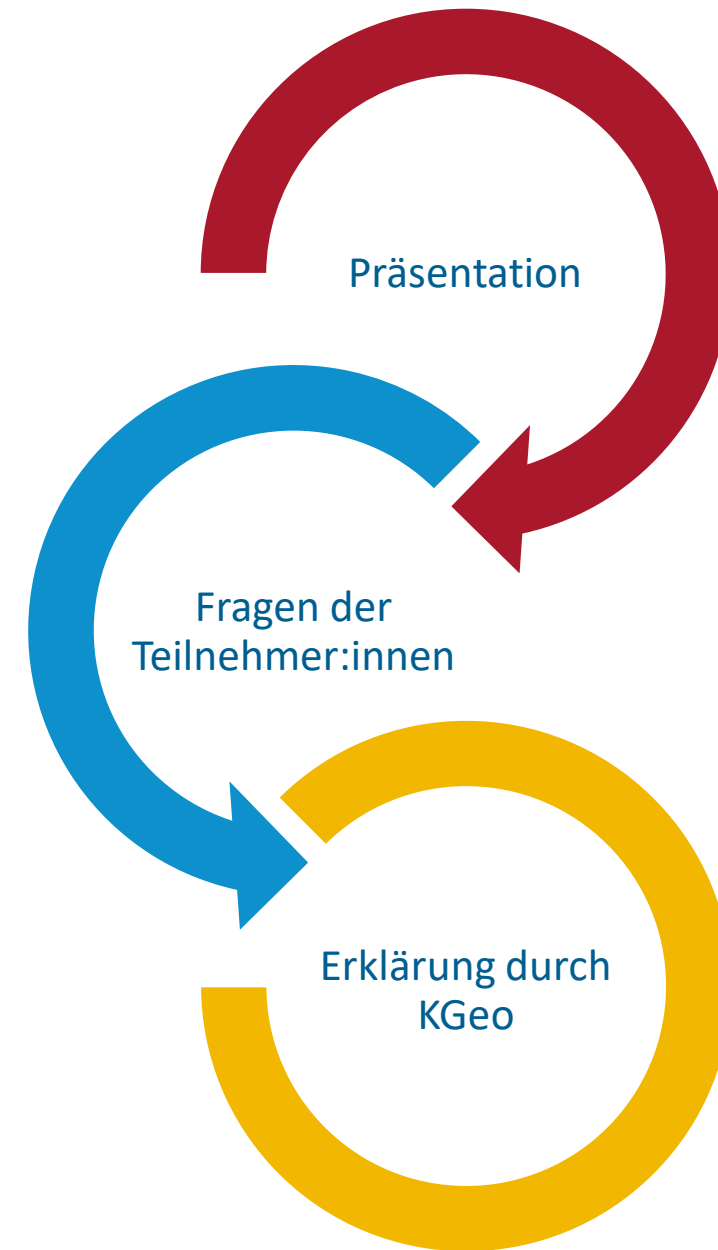 Präsentation
Fragen der
Teilnehmer:innen
Erklärung durch
KGeo